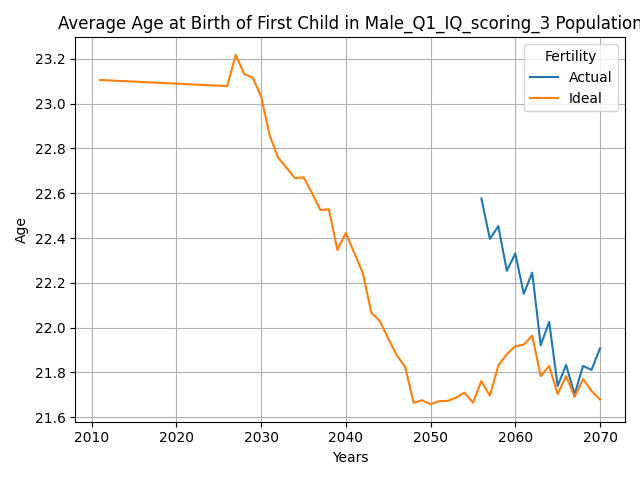 Average Age at Birth of First Child in Male_Q1_IQ_scoring_3 Population
Fertility
Actual
Ideal
23.2
23.0
22.8
22.6
22.4
22.2
22.0
21.8
21.6
Age
2010 2020 2030 2040 2050 2060 2070
Years